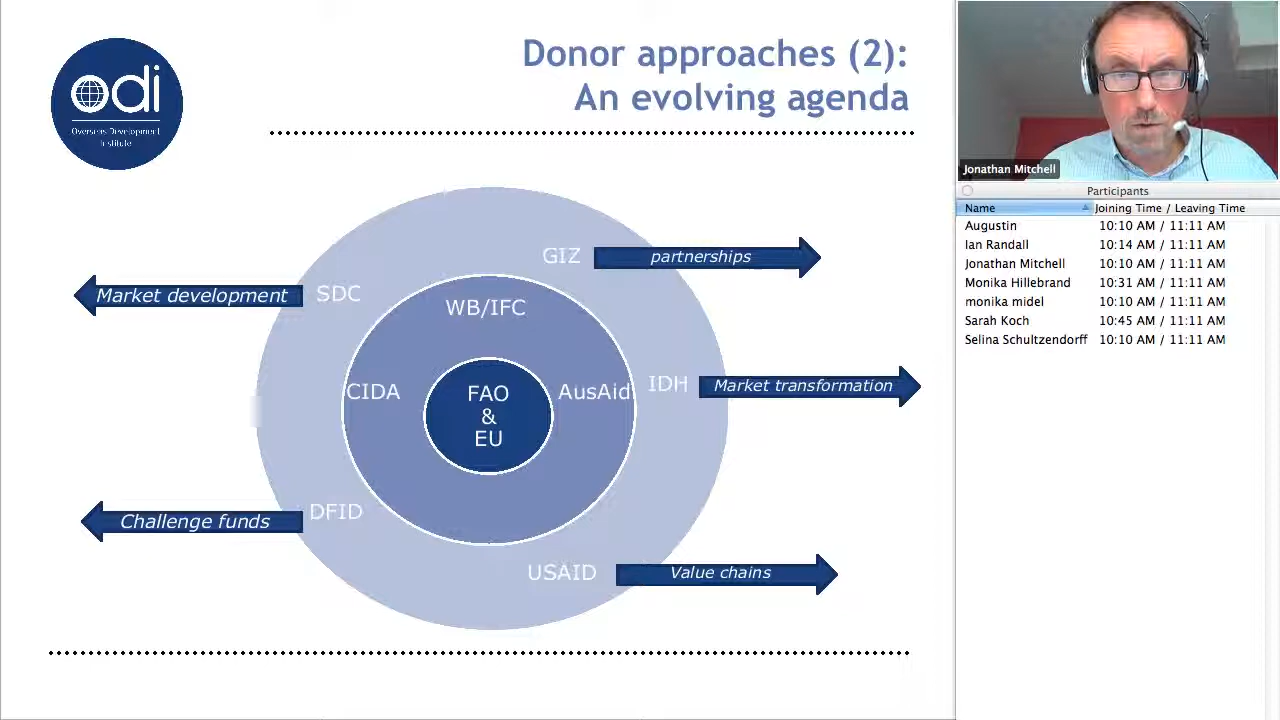 odi
Overseas Development
Institute
Donor approaches (2):
An evolving agenda
GIZ
partnerships
Market development
SDC
WB/IFC
CIDA
FAO
&
EU
AusAid
IDH
Market transformation
Challenge funds
DFID
USAID
Value chains
Jonathan Mitchell
Participants
Name Joining Time / Leaving Time
Augustin 10:10 AM / 11:11 AM
Ian Randall 10:14 AM / 11:11 AM
Jonathan Mitchell 10:10 AM / 11:11 AM
Monika Hillebrand 10:31 AM / 11:11 AM
monika midel 10:10 AM / 11:11 AM
Sarah Koch 10:45 AM / 11:11 AM
Selina Schultzendorff 10:10 AM / 11:11 AM